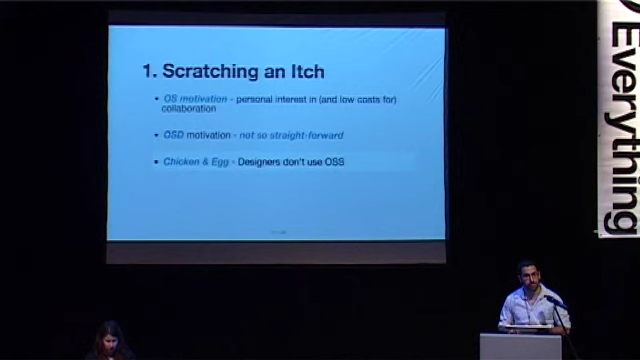 1. Scratching an Itch
• OS motivation - personal interest in (and low costs for)
collaboration
• OSD motivation - not so straight-forward
• Chicken & Egg - Designers don't use OSS
Everything